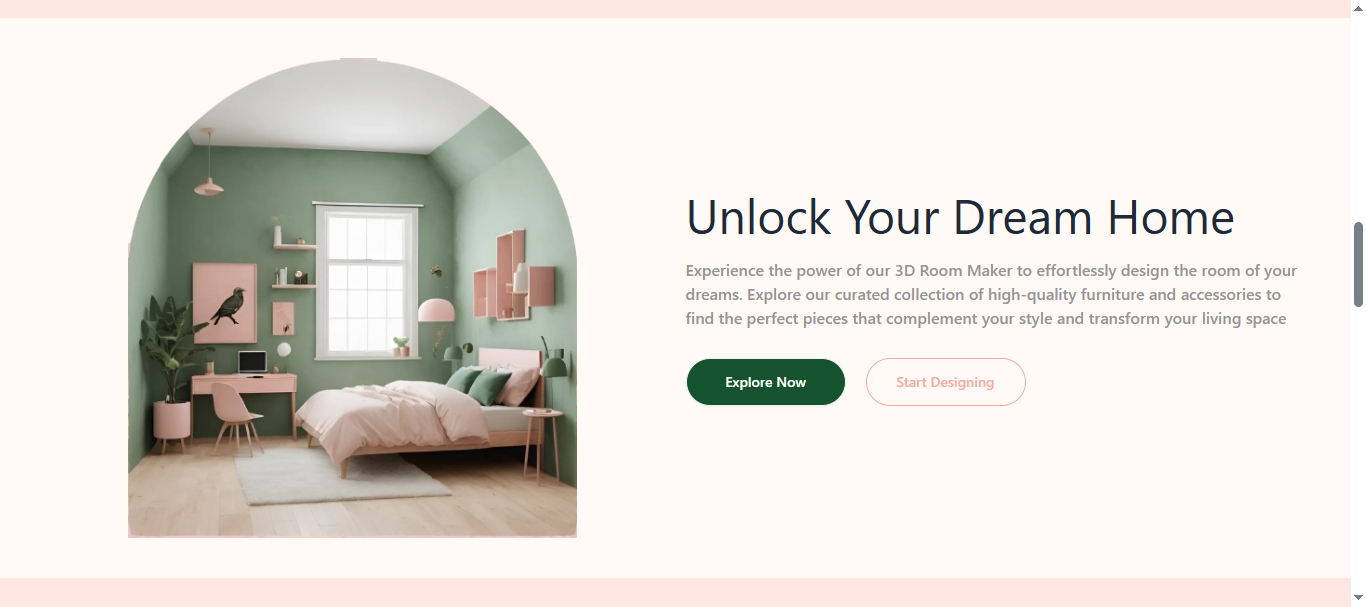 Unlock Your Dream Home
Experience the power of our 3D Room Maker to effortlessly design the room of your
dreams. Explore our curated collection of high-quality furniture and accessories to
find the perfect pieces that complement your style and transform your living space
Explore Now
Start Designing